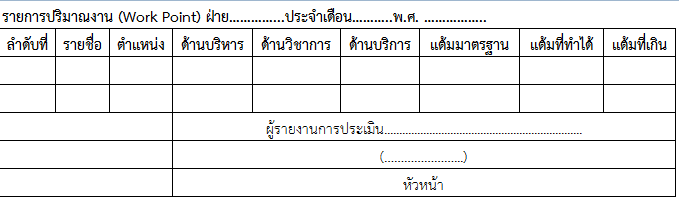 รายการปริมาณงาน (Work Point) ฝ่าย...............ประจำเดือน...........พ.ศ. .................
ลำดับที่ รายชื่อ ตำแหน่ง ด้านบริหาร ด้านวิชาการ ด้านบริการ แต้มมาตรฐาน แต้มที่ทำได้ แต้มที่เกิน
ผู้รายงานการประเมิน..................................................................
(..........................)
หัวหน้า